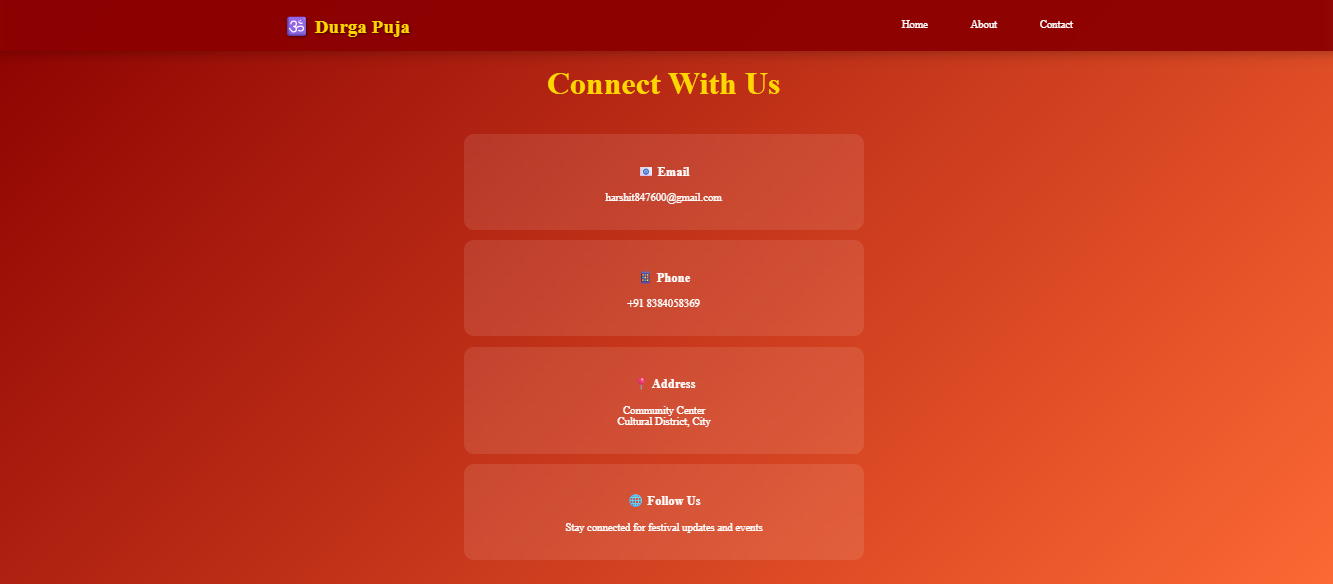 🕉 Durga Puja
Home
About
Contact
Connect With Us
📧 Email
harshit847600@gmail.com
📱 Phone
+91 8384058369
📍 Address
Community Center
Cultural District, City
🌐 Follow Us
Stay connected for festival updates and events